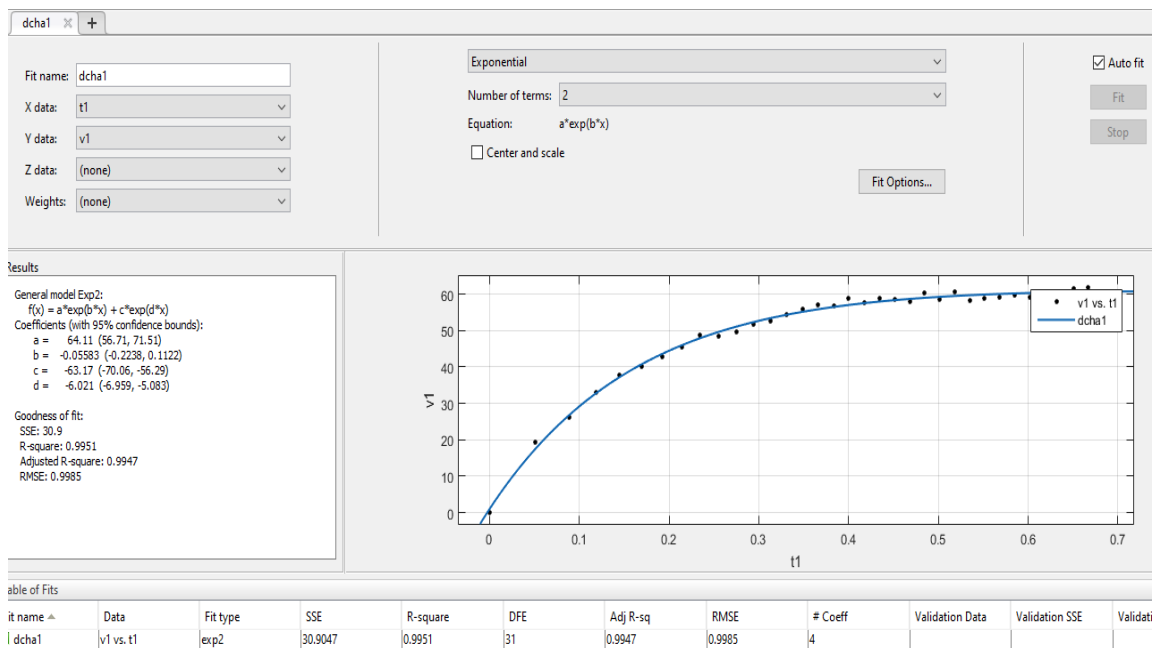 dcha1
+
Fit name: dcha1
X data: t1
Y data: v1
Z data: (none)
Weights: (none)
Exponential
Number of terms: 2
Equation: a*exp(b*x)
Center and scale
Fit Options...
Auto fit
Fit
Stop
Results
General model Exp2:
f(x) = a*exp(b*x) + c*exp(d*x)
Coefficients (with 95% confidence bounds):
a = 64.11 (56.71, 71.51)
b = -0.05583 (-0.2238, 0.1122)
c = -63.17 (-70.06, -56.29)
d = -6.021 (-6.959, -5.083)
Goodness of fit:
SSE: 30.9
R-square: 0.9951
Adjusted R-square: 0.9947
RMSE: 0.9985
60
50
40
30
20
10
0
v1
0 0.1 0.2 0.3 0.4 0.5 0.6 0.7
t1
v1 vs. t1
dcha1
able of Fits
it name Data Fit type SSE R-square DFE Adj R-sq RMSE # Coeff Validation Data Validation SSE Validati
dcha1 v1 vs. t1 exp2 30.9047 0.9951 31 0.9947 0.9985 4